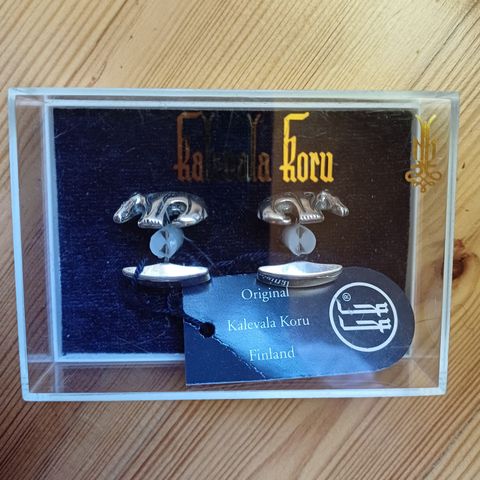 Kalevala Koru
Original
Kalevala Koru
Finland
®